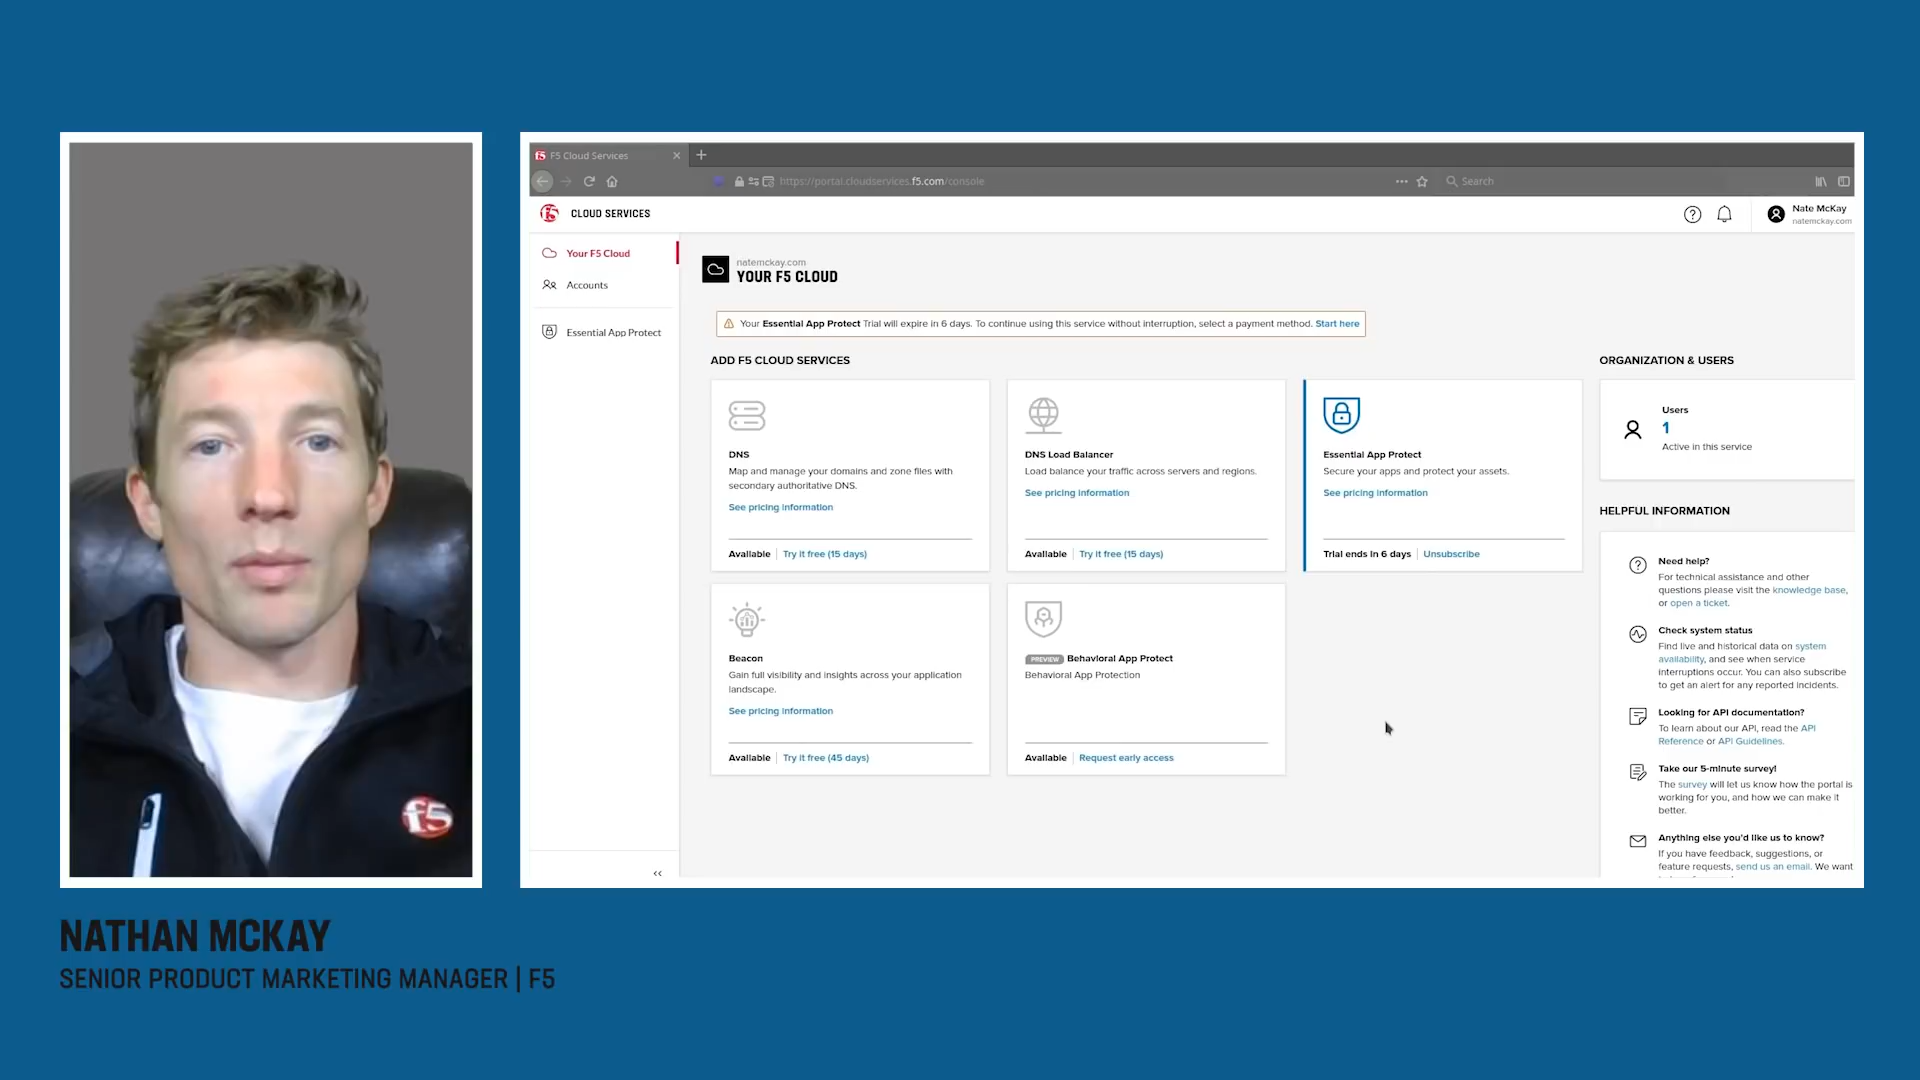 F5 Cloud Services
https://portal.cloudservices.f5.com/console
Search
f5
CLOUD SERVICES
Nate McKay
natemckay.com
Your F5 Cloud
Accounts
Essential App Protect
natemckay.com
YOUR F5 CLOUD
Your Essential App Protect Trial will expire in 6 days. To continue using this service without interruption, select a payment method. Start here
ADD F5 CLOUD SERVICES
DNS
Map and manage your domains and zone files with
secondary authoritative DNS.
See pricing information
Available | Try it free (15 days)
DNS Load Balancer
Load balance your traffic across servers and regions.
See pricing information
Available | Try it free (15 days)
Essential App Protect
Secure your apps and protect your assets.
See pricing information
Trial ends in 6 days | Unsubscribe
Beacon
Gain full visibility and insights across your application
landscape.
See pricing information
Available | Try it free (45 days)
PREVIEW Behavioral App Protect
Behavioral App Protection
Available | Request early access
ORGANIZATION & USERS
Users
1
Active in this service
HELPFUL INFORMATION
Need help?
For technical assistance and other
questions please visit the knowledge base,
or open a ticket.
Check system status
Find live and historical data on system
availability, and see when service
interruptions occur. You can also subscribe
to get an alert for any reported incidents.
Looking for API documentation?
To learn about our API, read the API
Reference or API Guidelines.
Take our 5-minute survey!
The survey will let us know how the portal is
working for you, and how we can make it
better.
Anything else you'd like us to know?
If you have feedback, suggestions, or
feature requests, send us an email. We want
f5
NATHAN MCKAY
SENIOR PRODUCT MARKETING MANAGER | F5